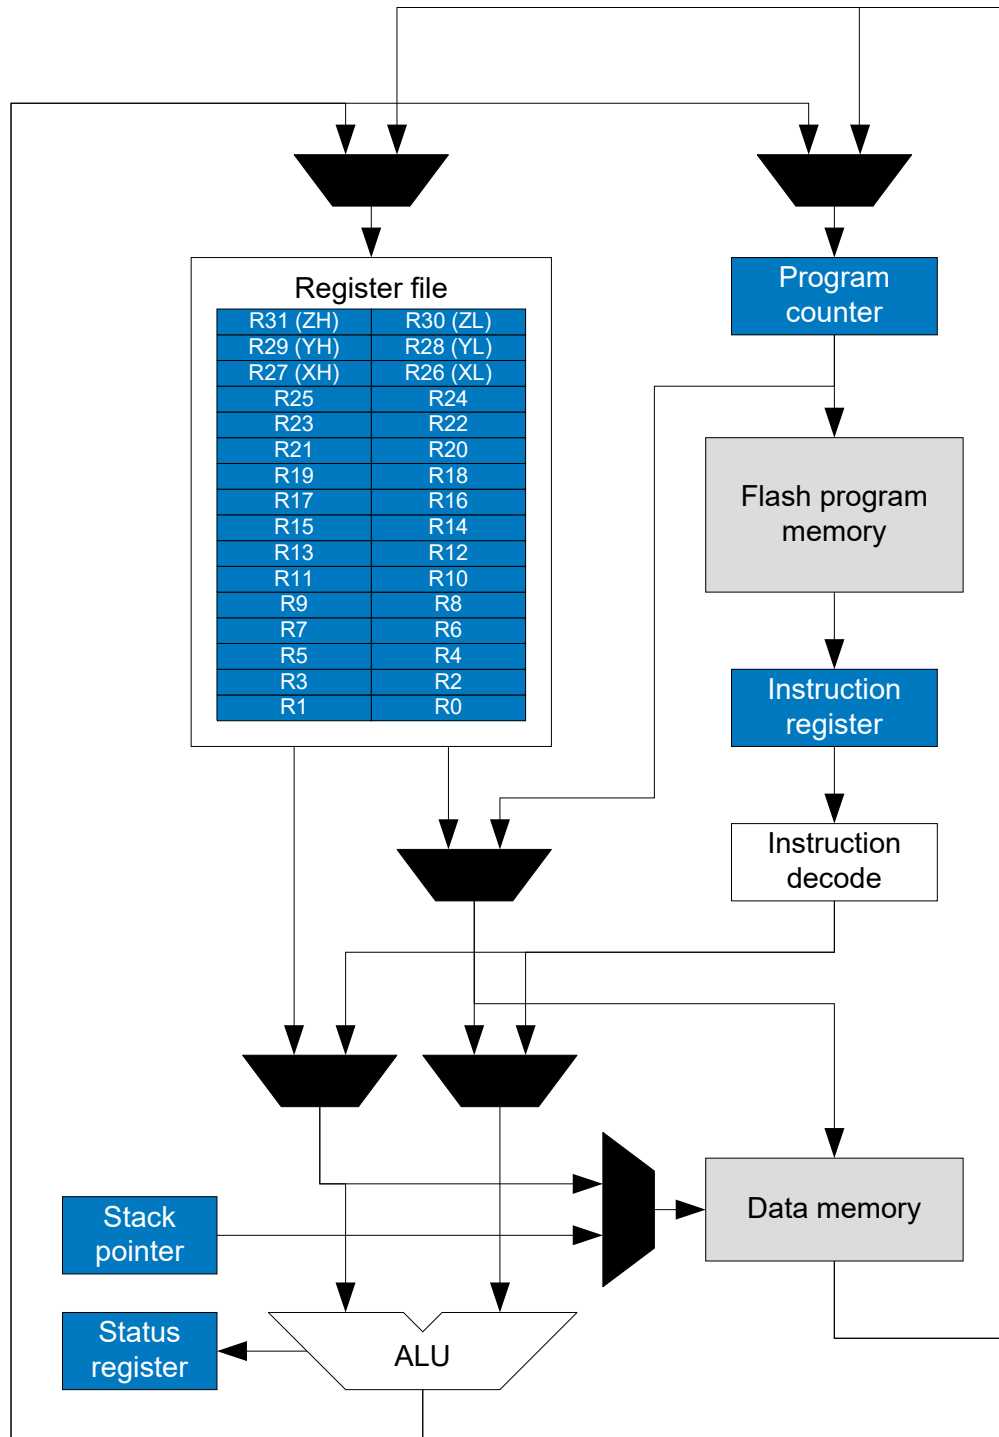 Register file
R31 (ZH) R30 (ZL)
R29 (YH) R28 (YL)
R27 (XH) R26 (XL)
R25 R24
R23 R22
R21 R20
R19 R18
R17 R16
R15 R14
R13 R12
R11 R10
R9 R8
R7 R6
R5 R4
R3 R2
R1 R0
Program
counter
Flash program
memory
Instruction
register
Instruction
decode
Data memory
Stack
pointer
Status
register
ALU